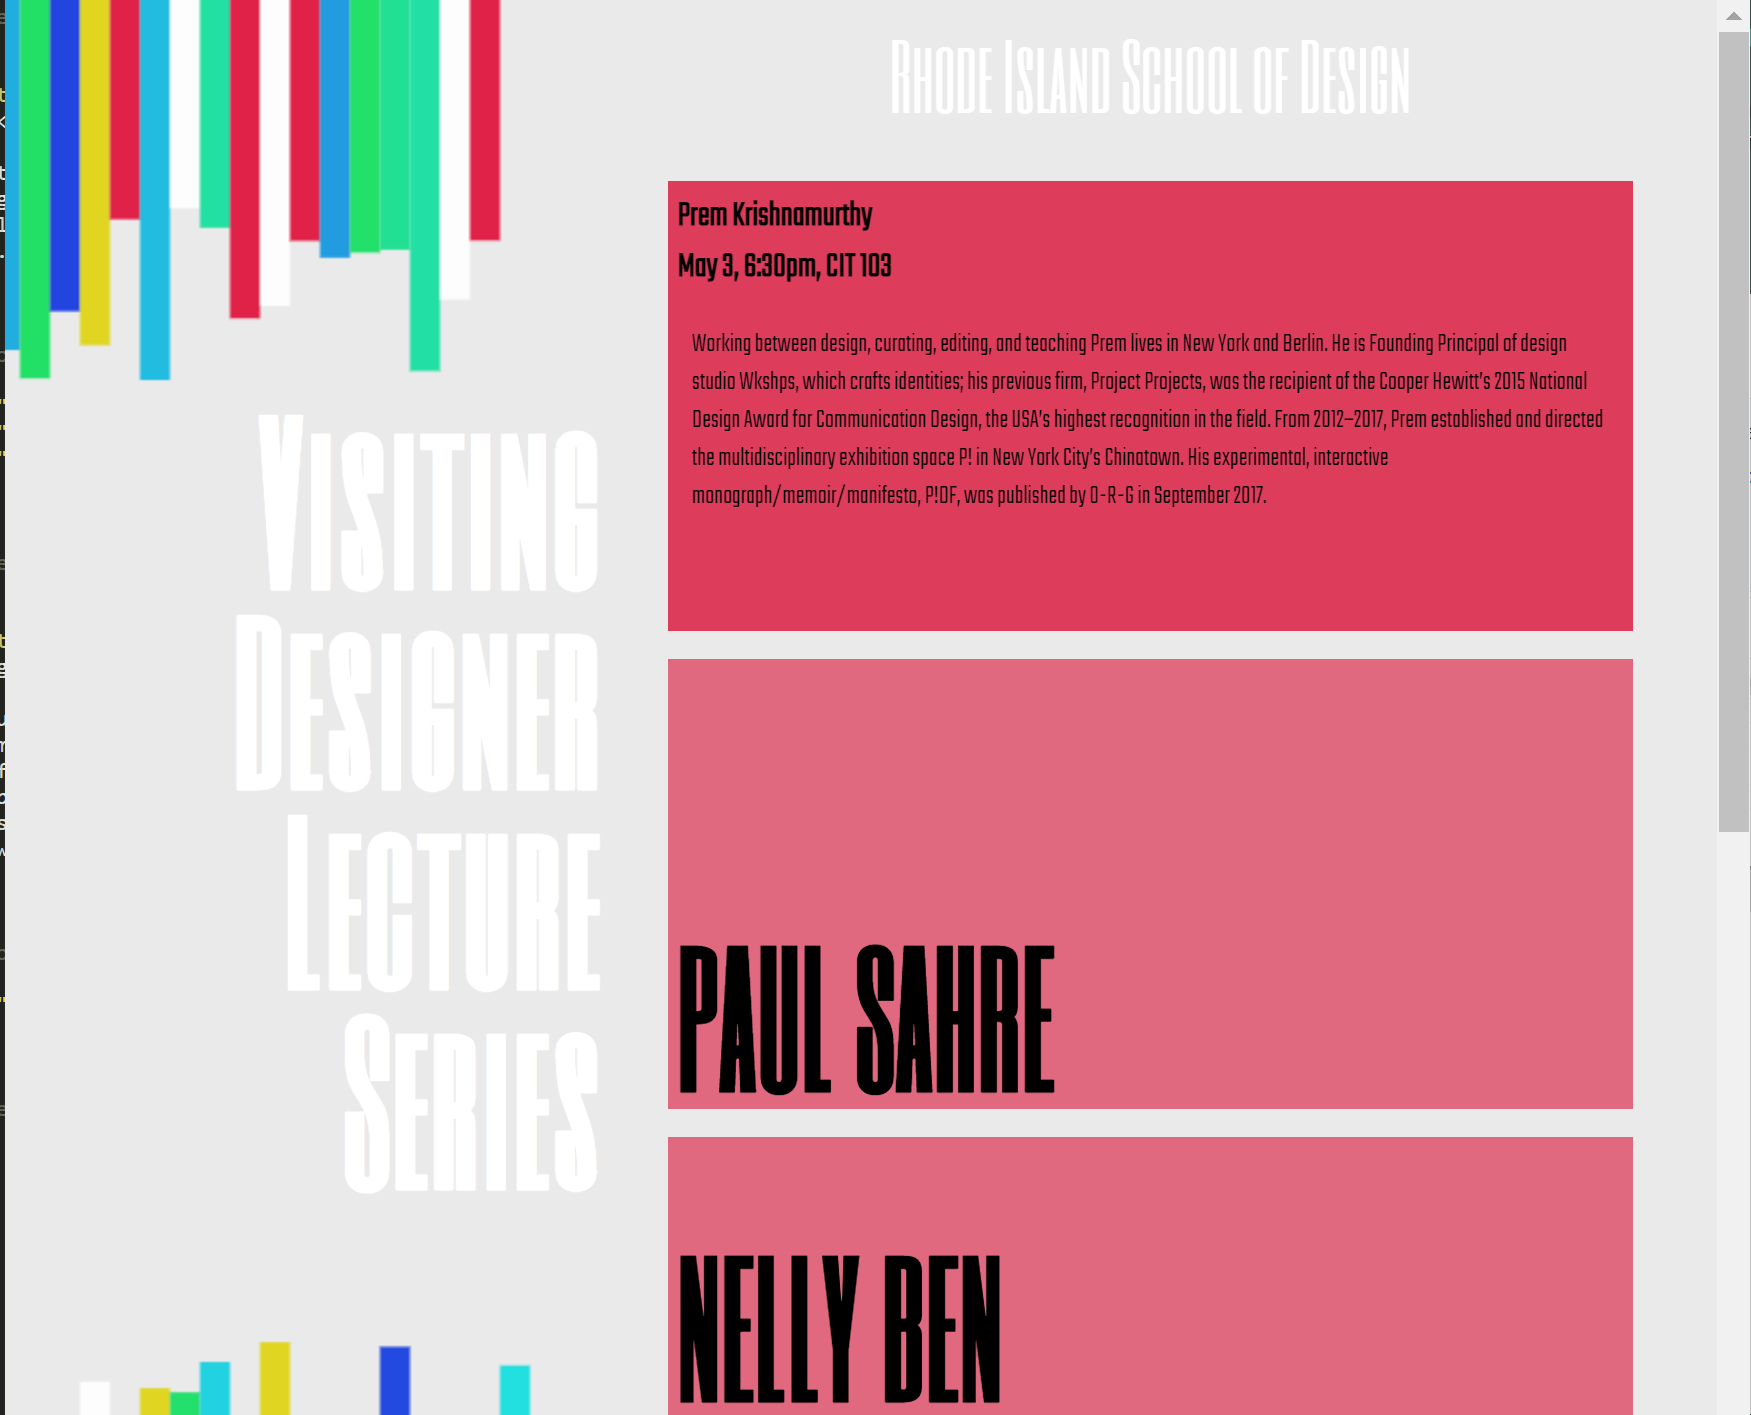 Rhode Island School of Design
Visiting
Designer
Lecture
Series
Prem Krishnamurthy
May 3, 6:30pm, CIT 103
Working between design, curating, editing, and teaching Prem lives in New York and Berlin. He is Founding Principal of design
studio Wkshps, which crafts identities; his previous firm, Project Projects, was the recipient of the Cooper Hewitt’s 2015 National
Design Award for Communication Design, the USA’s highest recognition in the field. From 2012–2017, Prem established and directed
the multidisciplinary exhibition space P! in New York City’s Chinatown. His experimental, interactive
monograph/memoir/manifesto, P!DF, was published by O-R-G in September 2017.
PAUL SAHRE
NELLY BEN